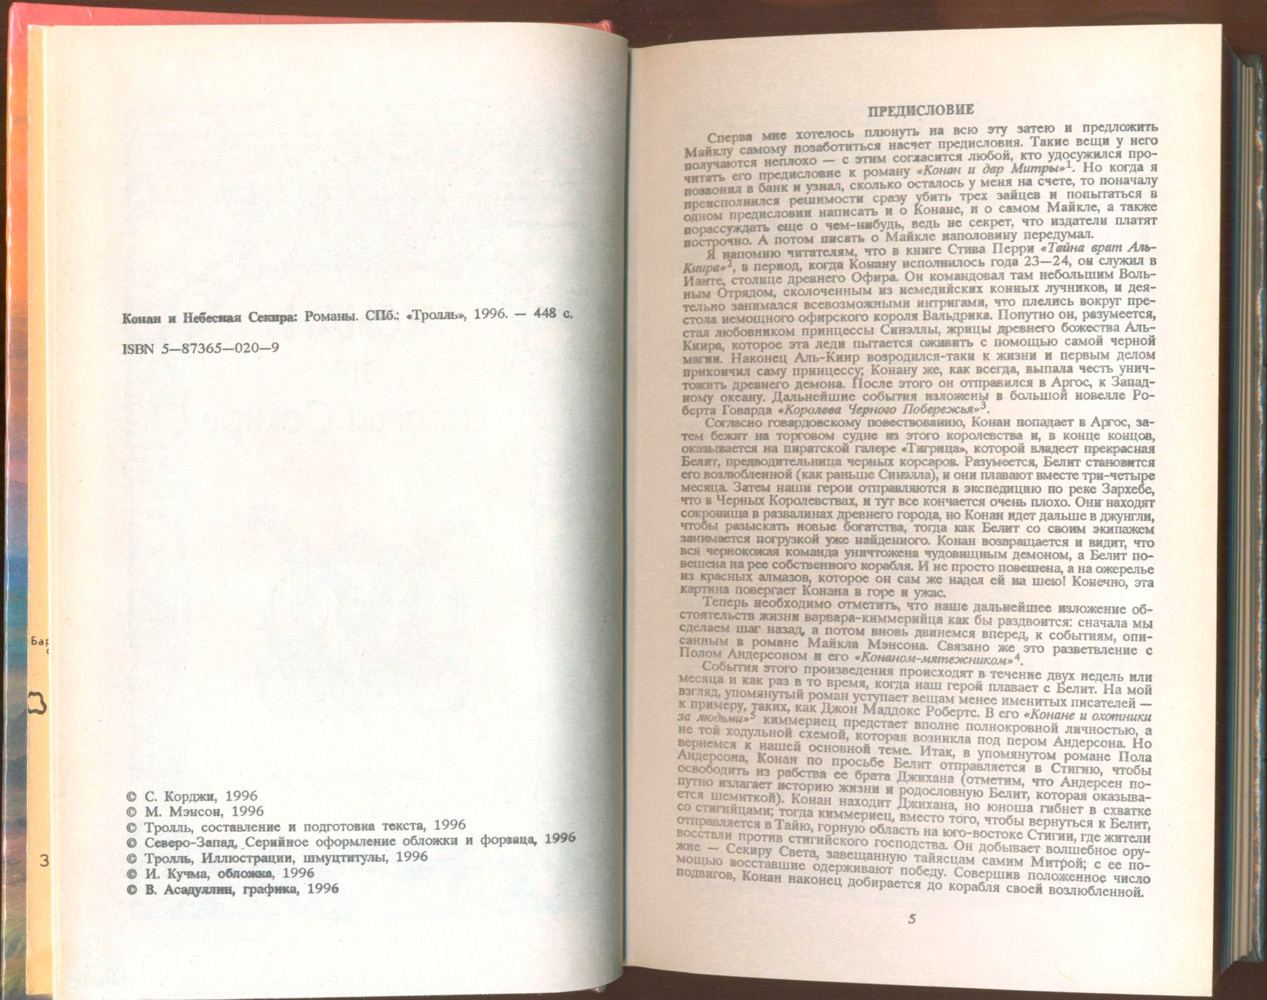 Конан и Небесная Секира: Романы. СПб.: «Тролль», 1996. — 448 с.
ISBN 5—87365—020—9
Бар
З
© С. Корджи, 1996
© М. Мэнсон, 1996
© Тролль, составление и подготовка текста, 1996
© Северо-Запад, Серийное оформление обложки и форзаца, 1996
© Тролль, Иллюстрации, шмуцтитулы, 1996
© И. Кучма, обложка, 1996
© В. Асадуллин, графика, 1996
ПРЕДИСЛОВИЕ
Сперва мне хотелось плюнуть на всю эту затею и предложить
Майклу самому позаботиться насчет предисловия. Такие вещи у него
получаются неплохо — с этим согласится любой, кто удосужился про-
читать его предисловие к роману «Конан и дар Митры»1. Но когда я
позвонил в банк и узнал, сколько осталось у меня на счете, то поначалу
преисполнился решимости сразу убить трех зайцев и попытаться в
одном предисловии написать и о Конане, и о самом Майкле, а также
порассуждать еще о чем-нибудь, ведь не секрет, что издатели платят
построчно. А потом писать о Майкле наполовину передумал.
Я напомню читателям, что в книге Стива Перри «Тайна врат Аль-
Киира»2, в период, когда Конану исполнилось года 23—24, он служил в
Ианте, столице древнего Офира. Он командовал там небольшим Воль-
ным Отрядом, сколоченным из немедийских конных лучников, и дея-
тельно занимался всевозможными интригами, что плелись вокруг пре-
стола немощного офирского короля Вальдрика. Попутно он, разумеется,
стал любовником принцессы Синэллы, жрицы древнего божества Аль-
Киира, которое эта леди пытается оживить с помощью самой черной
магии. Наконец Аль-Киир возродился-таки к жизни и первым делом
прикончил саму принцессу; Конану же, как всегда, выпала честь унич-
тожить древнего демона. После этого он отправился в Аргос, к Запад-
ному океану. Дальнейшие события изложены в большой новелле Ро-
берта Говарда «Королева Черного Побережья»3.
Согласно говардовскому повествованию, Конан попадает в Аргос, за-
тем бежит на торговом судне из этого королевства и, в конце концов,
оказывается на пиратской галере «Тигрица», которой владеет прекрасная
Белит, предводительница черных корсаров. Разумеется, Белит становится
его возлюбленной (как раньше Синэлла), и они плавают вместе три-четыре
месяца. Затем наши герои отправляются в экспедицию по реке Зархебе,
что в Черных Королевствах, и тут все кончается очень плохо. Они находят
сокровища в развалинах древнего города, но Конан идет дальше в джунгли,
чтобы разыскать новые богатства, тогда как Белит со своим экипажем
занимается погрузкой уже найденного. Конан возвращается и видит, что
вся чернокожая команда уничтожена чудовищным демоном, а Белит по-
вешена на рее собственного корабля. И не просто повешена, а на ожерелье
из красных алмазов, которое он сам же надел ей на шею! Конечно, эта
картина повергает Конана в горе и ужас.
Теперь необходимо отметить, что наше дальнейшее изложение об-
стоятельств жизни варвара-киммерийца как бы раздвоится: сначала мы
сделаем шаг назад, а потом вновь двинемся вперед, к событиям, опи-
санным в романе Майкла Мэнсона. Связано же это разветвление с
Полом Андерсоном и его «Конаном-мятежником»4.
События этого произведения происходят в течение двух недель или
месяца и как раз в то время, когда наш герой плавает с Белит. На мой
взгляд, упомянутый роман уступает вещам менее именитых писателей —
к примеру, таких, как Джон Маддокс Робертс. В его «Конане и охотники
за людьми»5 киммериец предстает вполне полнокровной личностью, а
не той ходульной схемой, которая возникла под пером Андерсона. Но
вернемся к нашей основной теме. Итак, в упомянутом романе Пола
Андерсона, Конан по просьбе Белит отправляется в Стигию, чтобы
освободить из рабства ее брата Джихана (отметим, что Андерсен по-
путно излагает историю жизни и родословную Белит, которая оказыва-
ется шемиткой). Конан находит Джихана, но юноша гибнет в схватке
со стигийцами; тогда киммериец, вместо того, чтобы вернуться к Белит,
отправляется в Тайю, горную область на юго-востоке Стигии, где жители
восстали против стигийского господства. Он добывает волшебное ору-
жие — Секиру Света, завещанную тайясцам самим Митрой; с ее по-
мощью восставшие одерживают победу. Совершив положенное число
подвигов, Конан наконец добирается до корабля своей возлюбленной.
5